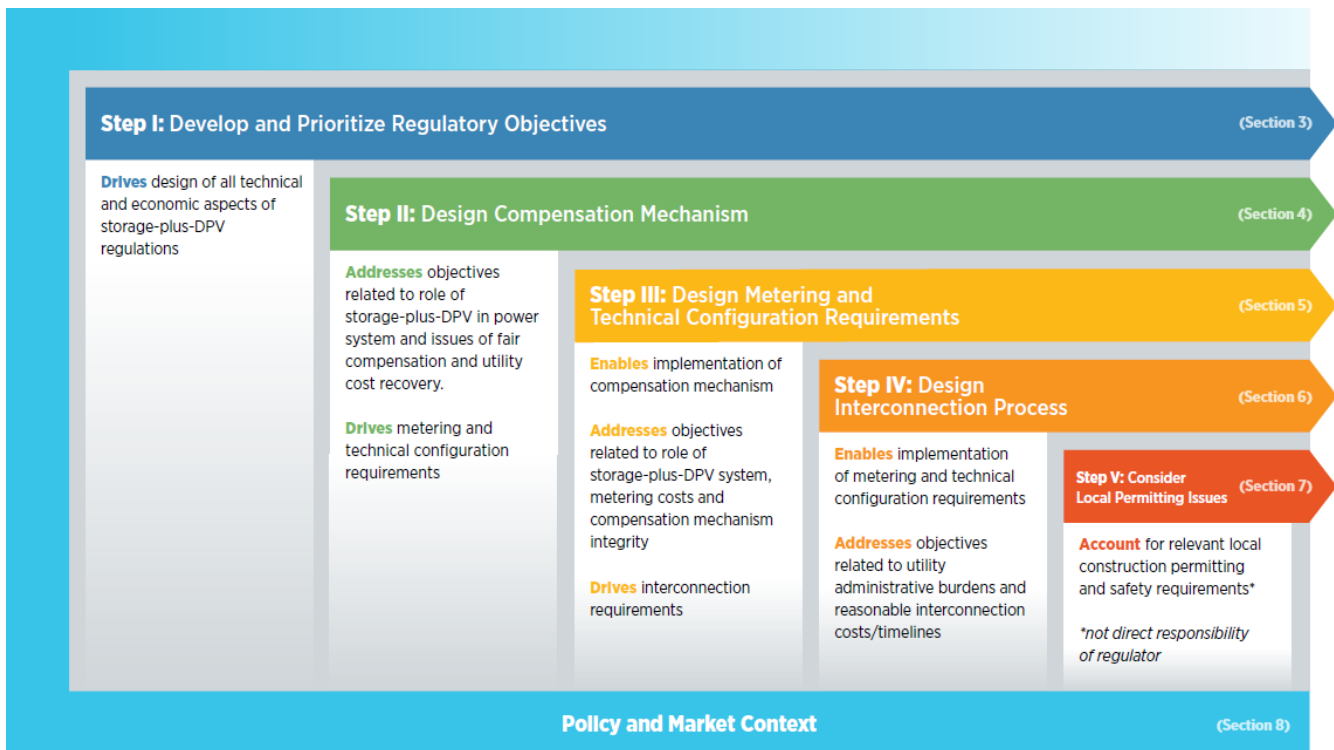 Step I: Develop and Prioritize Regulatory Objectives
(Section 3)
Drives design of all technical
and economic aspects of
storage-plus-DPV
regulations
Step II: Design Compensation Mechanism
(Section 4)
Addresses objectives
related to role of
storage-plus-DPV in power
system and issues of fair
compensation and utility
cost recovery.
Drives metering and
technical configuration
requirements
Step III: Design Metering and
Technical Configuration Requirements
(Section 5)
Enables implementation of
compensation mechanism
Addresses objectives
related to role of
storage-plus-DPV system,
metering costs and
compensation mechanism
integrity
Drives interconnection
requirements
Step IV: Design
Interconnection Process
(Section 6)
Enables implementation
of metering and technical
configuration requirements
Addresses objectives
related to utility
administrative burdens and
reasonable interconnection
costs/timelines
Step V: Consider
Local Permitting Issues
(Section 7)
Account for relevant local
construction permitting
and safety requirements*
*not direct responsibility
of regulator
Policy and Market Context
(Section 8)